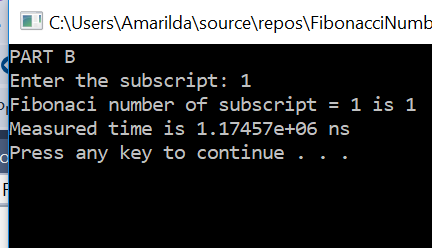 C:\Users\Amarilda\source\repos\FibonacciNumb
PART B
Enter the subscript: 1
Fibonaci number of subscript = 1 is 1
Measured time is 1.17457e+06 ns
Press any key to continue . . .